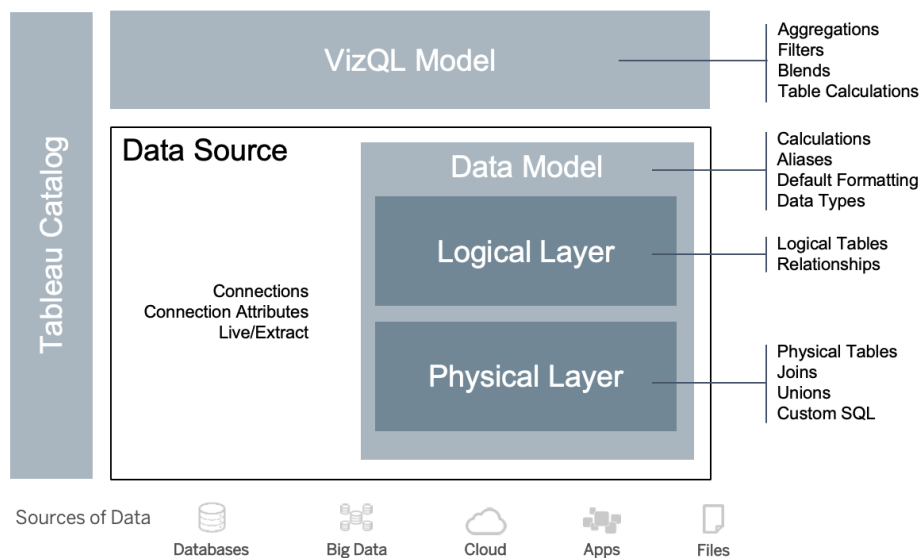 Tableau Catalog
VizQL Model
Aggregations
Filters
Blends
Table Calculations
Data Source
Connections
Connection Attributes
Live/Extract
Data Model
Calculations
Aliases
Default Formatting
Data Types
Logical Layer
Logical Tables
Relationships
Physical Layer
Physical Tables
Joins
Unions
Custom SQL
Sources of Data
Databases
Big Data
Cloud
Apps
Files